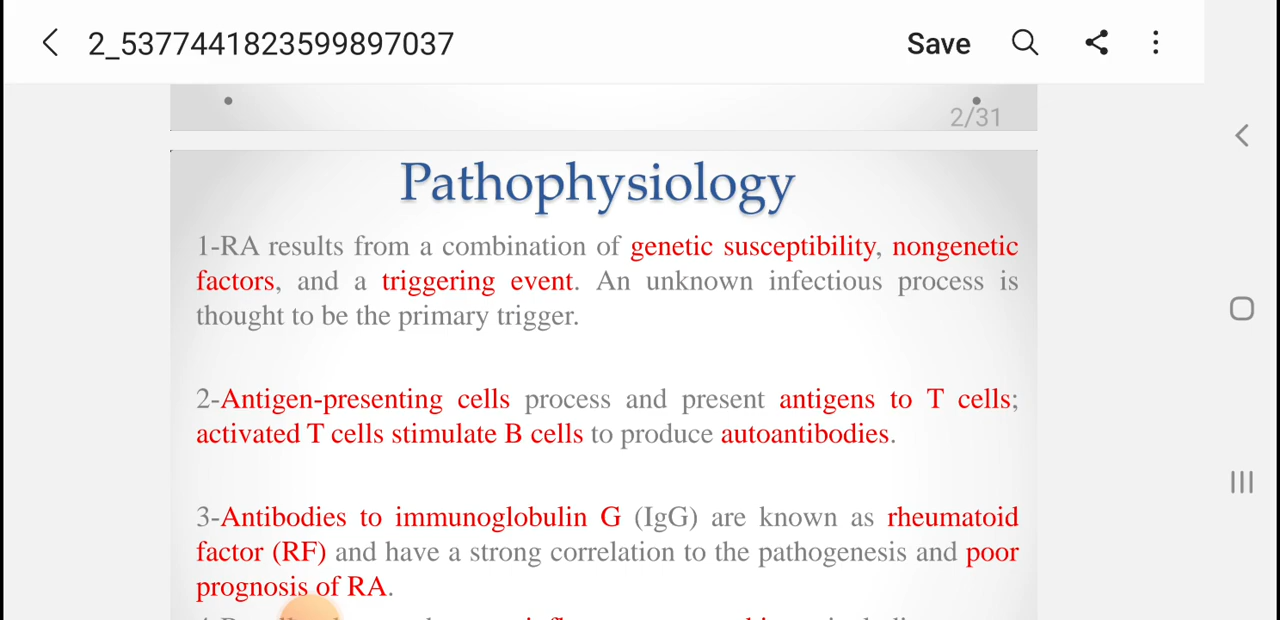 2_5377441823599897037
Save
2/31
Pathophysiology
1-RA results from a combination of genetic susceptibility, nongenetic
factors, and a triggering event. An unknown infectious process is
thought to be the primary trigger.
2-Antigen-presenting cells process and present antigens to T cells;
activated T cells stimulate B cells to produce autoantibodies.
3-Antibodies to immunoglobulin G (IgG) are known as rheumatoid
factor (RF) and have a strong correlation to the pathogenesis and poor
prognosis of RA.